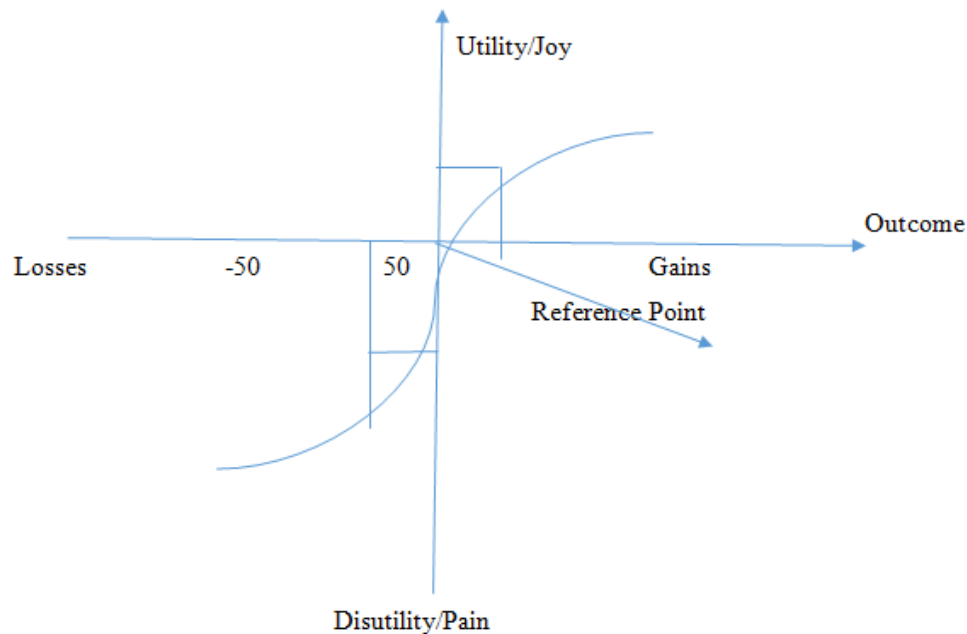 Utility/Joy
Outcome
Losses -50 50 Gains
Reference Point
Disutility/Pain